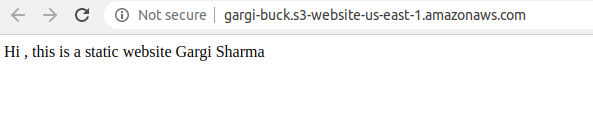 Not secure | gargi-buck.s3-website-us-east-1.amazonaws.com
Hi , this is a static website Gargi Sharma